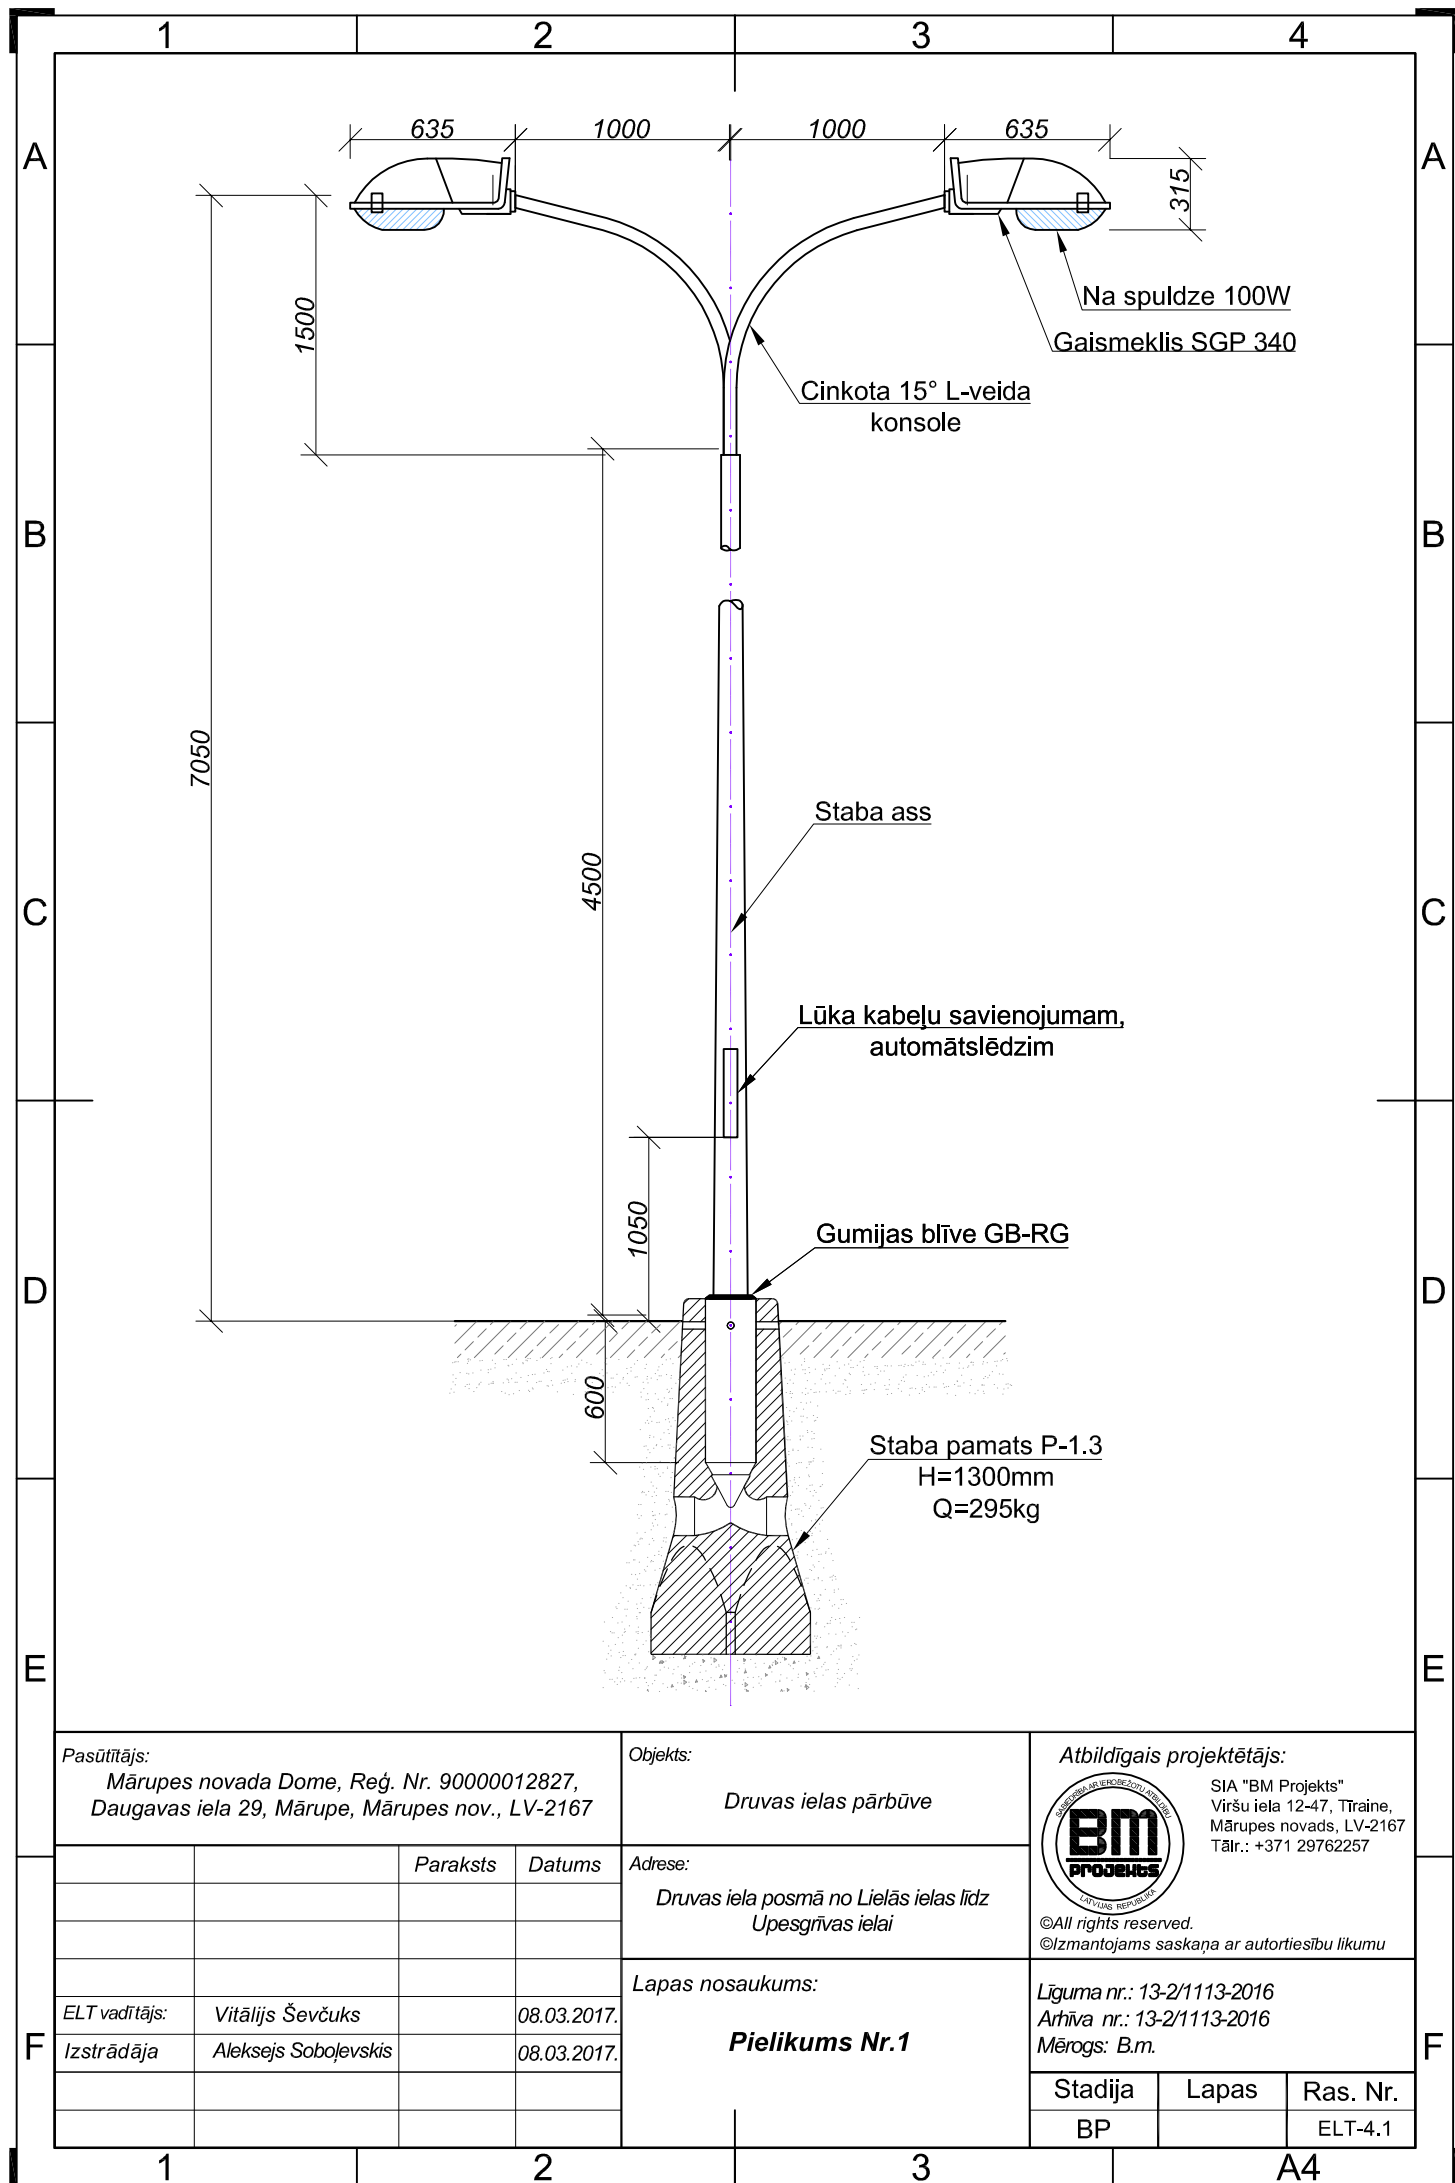 1 2 3 4
A A
635 1000 1000 635
315
1500
Na spuldze 100W
Gaismeklis SGP 340
Cinkota 15° L-veida
konsole
B B
7050
4500
Staba ass
C C
Lūka kabeļu savienojumam,
automātslēdzim
1050
Gumijas blīve GB-RG
D D
600
Staba pamats P-1.3
H=1300mm
Q=295kg
E E
Pasūtītājs:
Mārupes novada Dome, Reģ. Nr. 90000012827,
Daugavas iela 29, Mārupe, Mārupes nov., LV-2167
Objekts:
Druvas ielas pārbūve
Atbildīgais projektētājs:
SABIEDRĪBA AR IEROBEŽOTU ATBILDĪBU
BM
PROJEKTS
LATVIJAS REPUBLIKA
SIA "BM Projekts"
Viršu iela 12-47, Tīraine,
Mārupes novads, LV-2167
Tālr.: +371 29762257
©All rights reserved.
©Izmantojams saskaņa ar autortiesību likumu
Paraksts Datums
Adrese:
Druvas iela posmā no Lielās ielas līdz
Upesgrīvas ielai
ELT vadītājs: Vitālijs Ševčuks 08.03.2017.
Izstrādāja Aleksejs Soboļevskis 08.03.2017.
Lapas nosaukums:
Pielikums Nr.1
Līguma nr.: 13-2/1113-2016
Arhīva nr.: 13-2/1113-2016
Mērogs: B.m.
Stadija Lapas Ras. Nr.
BP ELT-4.1
F F
1 2 3 A4